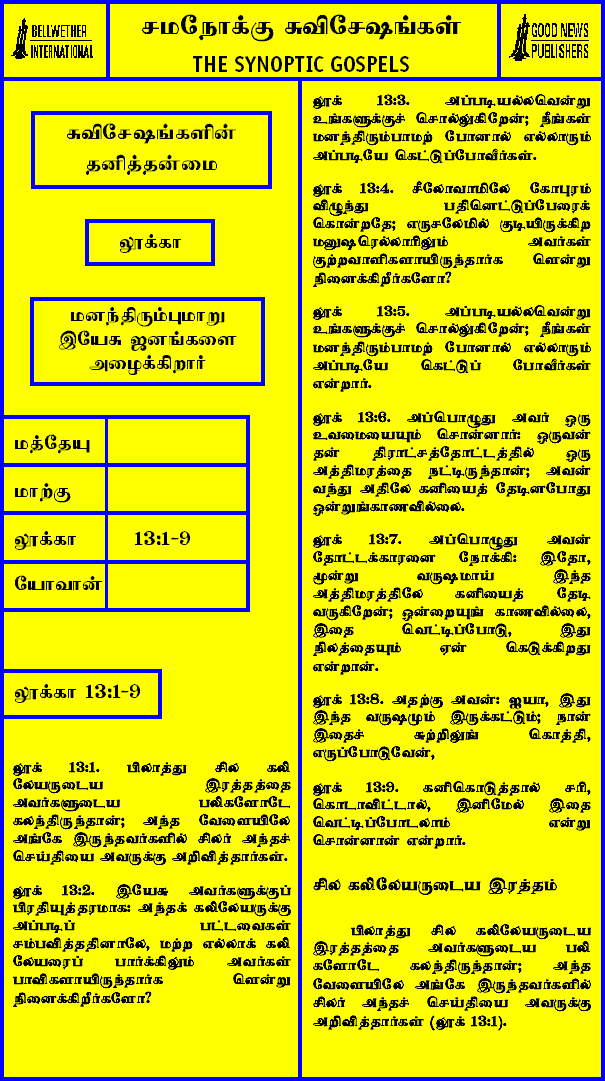 BELLWETHER
INTERNATIONAL
சமநோக்கு சுவிசேஷங்கள்
THE SYNOPTIC GOSPELS
GOOD NEWS
PUBLISHERS
சுவிசேஷங்களின்
தனித்தன்மை
லூக்கா
மனந்திரும்புமாறு
இயேசு ஜனங்களை
அழைக்கிறார்
மத்தேயு
மாற்கு
லூக்கா 13:1-9
யோவான்
லூக்கா 13:1-9
லூக் 13:1. பிலாத்து சில கலி
லேயருடைய இரத்தத்தை
அவர்களுடைய பலிகளோடே
கலந்திருந்தான்; அந்த வேளையிலே
அங்கே இருந்தவர்களில் சிலர் அந்தச்
செய்தியை அவருக்கு அறிவித்தார்கள்.
லூக் 13:2. இயேசு அவர்களுக்குப்
பிரதியுத்தரமாக: அந்தக் கலிலேயருக்கு
அப்படிப் பட்டவைகள்
சம்பவித்ததினாலே, மற்ற எல்லாக் கலி
லேயரைப் பார்க்கிலும் அவர்கள்
பாவிகளாயிருந்தார்க ளென்று
நினைக்கிறீர்களோ?
லூக் 13:3. அப்படியல்லவென்று
உங்களுக்குச் சொல்லுகிறேன்; நீங்கள்
மனந்திரும்பாமற் போனால் எல்லாரும்
அப்படியே கெட்டுப்போவீர்கள்.
லூக் 13:4. சீலோவாமிலே கோபுரம்
விழுந்து பதினெட்டுப்பேரைக்
கொன்றதே; எருசலேமில் குடியிருக்கிற
மனுஷரெல்லாரிலும் அவர்கள்
குற்றவாளிகளாயிருந்தார்க ளென்று
நினைக்கிறீர்களோ?
லூக் 13:5. அப்படியல்லவென்று
உங்களுக்குச் சொல்லுகிறேன்; நீங்கள்
மனந்திரும்பாமற் போனால் எல்லாரும்
அப்படியே கெட்டுப் போவீர்கள்
என்றார்.
லூக் 13:6. அப்பொழுது அவர் ஒரு
உவமையையும் சொன்னார்: ஒருவன்
தன் திராட்சத்தோட்டத்தில் ஒரு
அத்திமரத்தை நட்டிருந்தான்; அவன்
வந்து அதிலே கனியைத் தேடினபோது
ஒன்றுங்காணவில்லை.
லூக் 13:7. அப்பொழுது அவன்
தோட்டக்காரனை நோக்கி: இதோ,
மூன்று வருஷமாய் இந்த
அத்திமரத்திலே கனியைத் தேடி
வருகிறேன்; ஒன்றையுங் காணவில்லை,
இதை வெட்டிப்போடு, இது
நிலத்தையும் ஏன் கெடுக்கிறது
என்றான்.
லூக் 13:8. அதற்கு அவன்: ஐயா, இது
இந்த வருஷமும் இருக்கட்டும்; நான்
இதைச் சுற்றிலுங் கொத்தி,
எருப்போடுவேன்,
லூக் 13:9. கனிகொடுத்தால் சரி,
கொடாவிட்டால், இனிமேல் இதை
வெட்டிப்போடலாம் என்று
சொன்னான் என்றார்.
சில கலிலேயருடைய இரத்தம்
பிலாத்து சில கலிலேயருடைய
இரத்தத்தை அவர்களுடைய பலி
களோடே கலந்திருந்தான்; அந்த
வேளையிலே அங்கே இருந்தவர்களில்
சிலர் அந்தச் செய்தியை அவருக்கு
அறிவித்தார்கள் (லூக் 13:1).